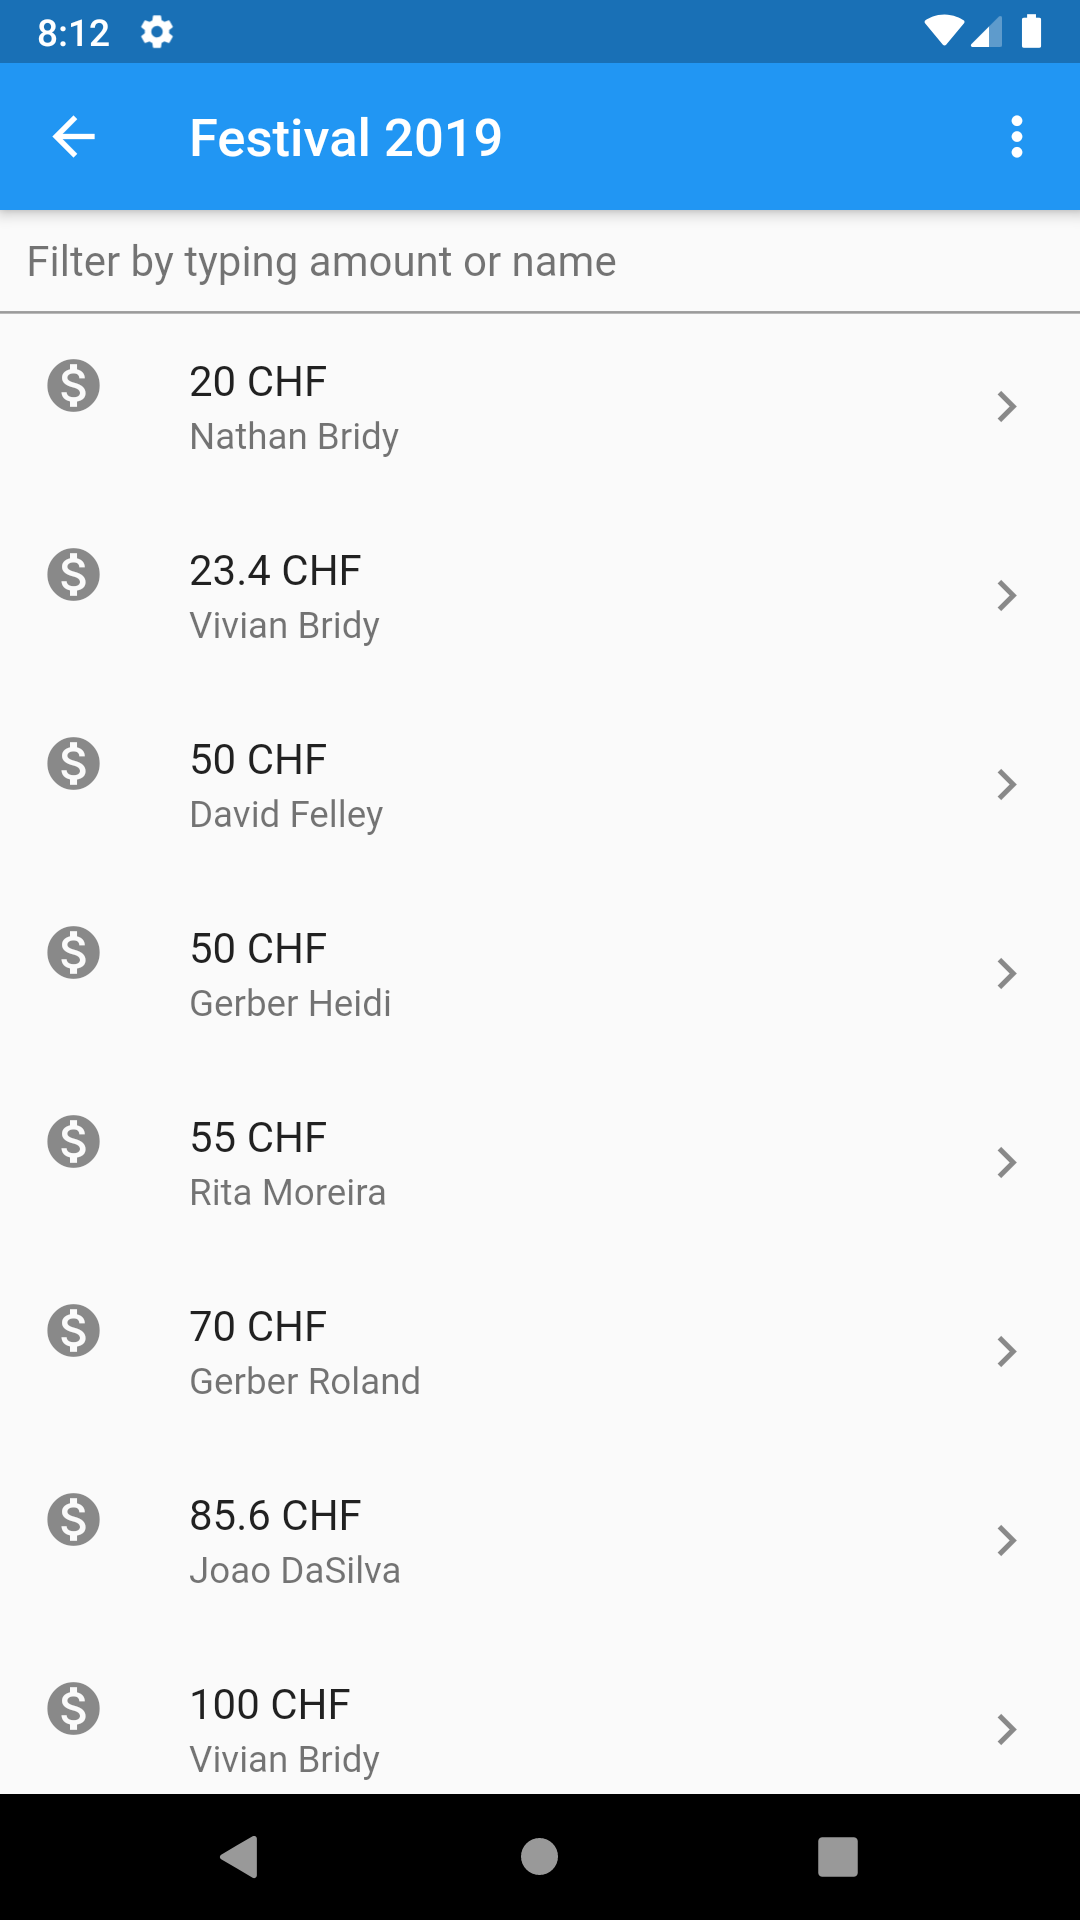 8:12
Festival 2019
Filter by typing amount or name
20 CHF
Nathan Bridy
23.4 CHF
Vivian Bridy
50 CHF
David Felley
50 CHF
Gerber Heidi
55 CHF
Rita Moreira
70 CHF
Gerber Roland
85.6 CHF
Joao DaSilva
100 CHF
Vivian Bridy